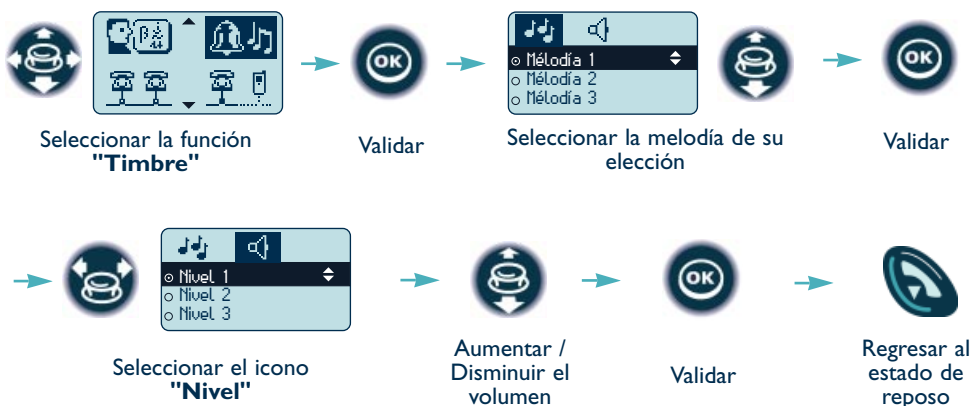 OK
Mélodía 1
Mélodía 2
Mélodía 3
OK
Seleccionar la función
"Timbre"
Validar
Seleccionar la melodía de su
elección
Validar
Nivel 1
Nivel 2
Nivel 3
OK
Seleccionar el icono
"Nivel"
Aumentar /
Disminuir el
volumen
Validar
Regresar al
estado de
reposo